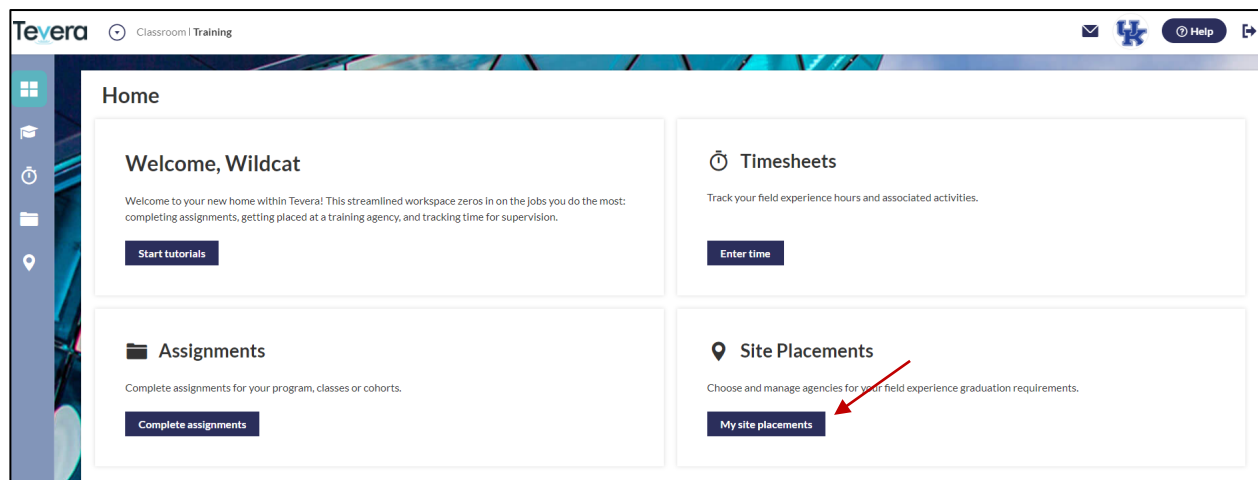 Tevera
Classroom | Training
UK
Help
Home
Welcome, Wildcat
Welcome to your new home within Tevera! This streamlined workspace zeros in on the jobs you do the most:
completing assignments, getting placed at a training agency, and tracking time for supervision.
Start tutorials
Timesheets
Track your field experience hours and associated activities.
Enter time
Assignments
Complete assignments for your program, classes or cohorts.
Complete assignments
Site Placements
Choose and manage agencies for your field experience graduation requirements.
My site placements